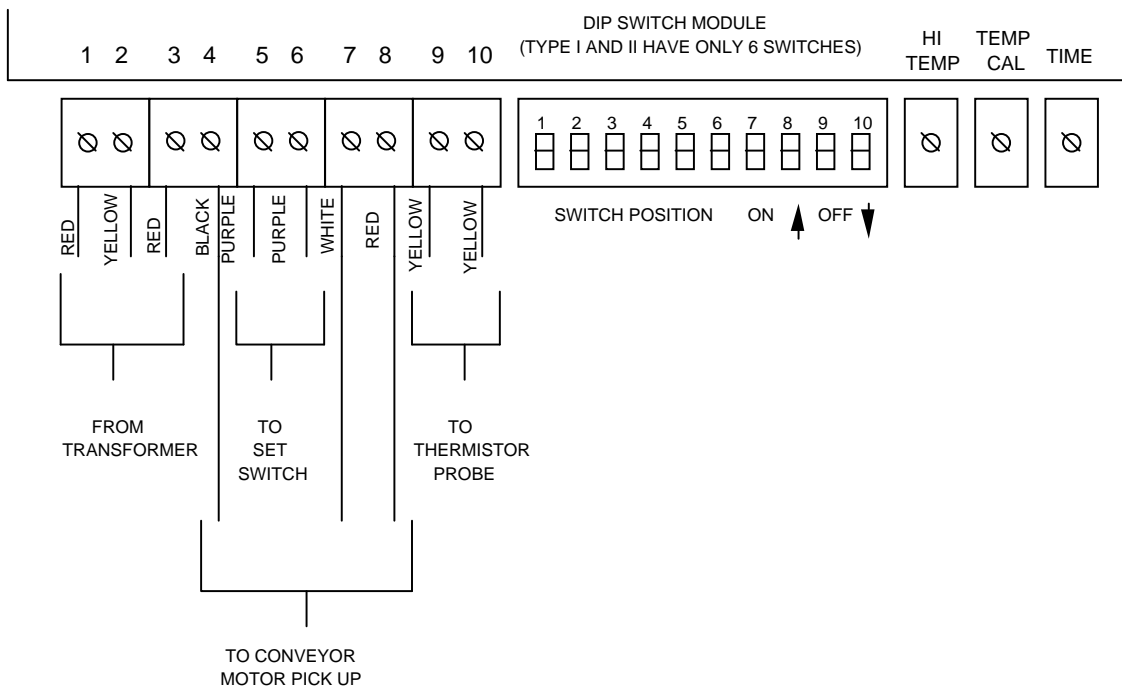 DIP SWITCH MODULE
(TYPE I AND II HAVE ONLY 6 SWITCHES)
1 2 3 4 5 6 7 8 9 10
HI
TEMP
TEMP
CAL
TIME
1 2 3 4 5 6 7 8 9 10
RED
YELLOW
RED
BLACK
PURPLE
PURPLE
WHITE
RED
YELLOW
YELLOW
SWITCH POSITION ON OFF
FROM
TRANSFORMER
TO
SET
SWITCH
TO
THERMISTOR
PROBE
TO CONVEYOR
MOTOR PICK UP